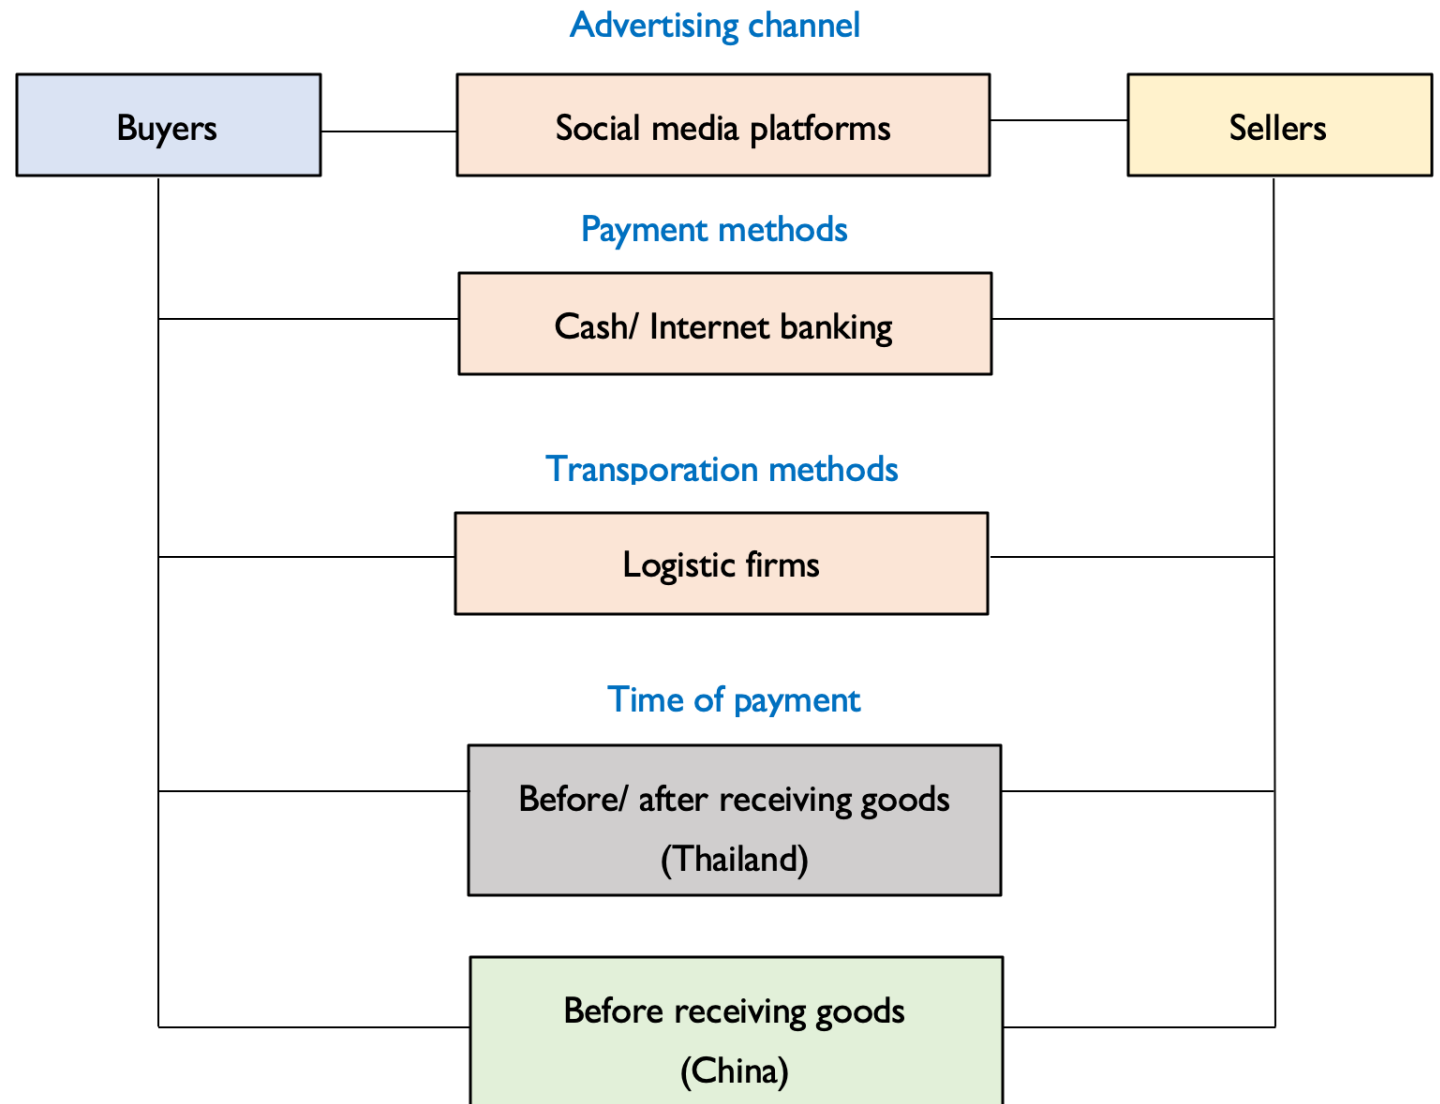 Advertising channel
Buyers
Social media platforms
Sellers
Payment methods
Cash/ Internet banking
Transporation methods
Logistic firms
Time of payment
Before/ after receiving goods
(Thailand)
Before receiving goods
(China)